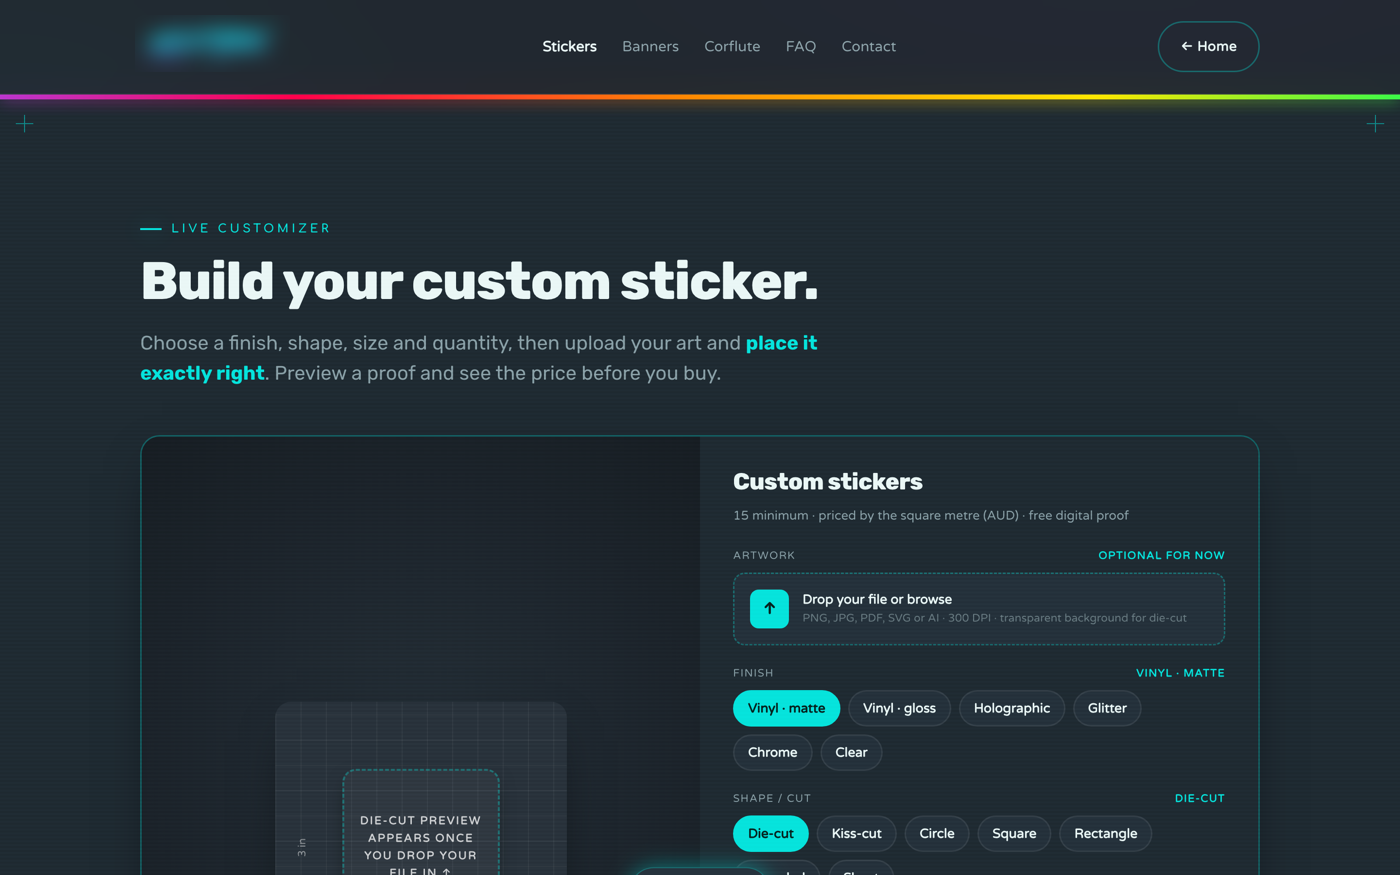 Stickers Banners Corflute FAQ Contact
← Home
LIVE CUSTOMIZER
Build your custom sticker.
Choose a finish, shape, size and quantity, then upload your art and place it
exactly right. Preview a proof and see the price before you buy.
Custom stickers
15 minimum · priced by the square metre (AUD) · free digital proof
ARTWORK OPTIONAL FOR NOW
↑ Drop your file or browse
PNG, JPG, PDF, SVG or AI · 300 DPI · transparent background for die-cut
FINISH VINYL · MATTE
Vinyl · matte Vinyl · gloss Holographic Glitter
Chrome Clear
SHAPE / CUT DIE-CUT
Die-cut Kiss-cut Circle Square Rectangle
DIE-CUT PREVIEW
APPEARS ONCE
YOU DROP YOUR
FILE IN ↑
3 in